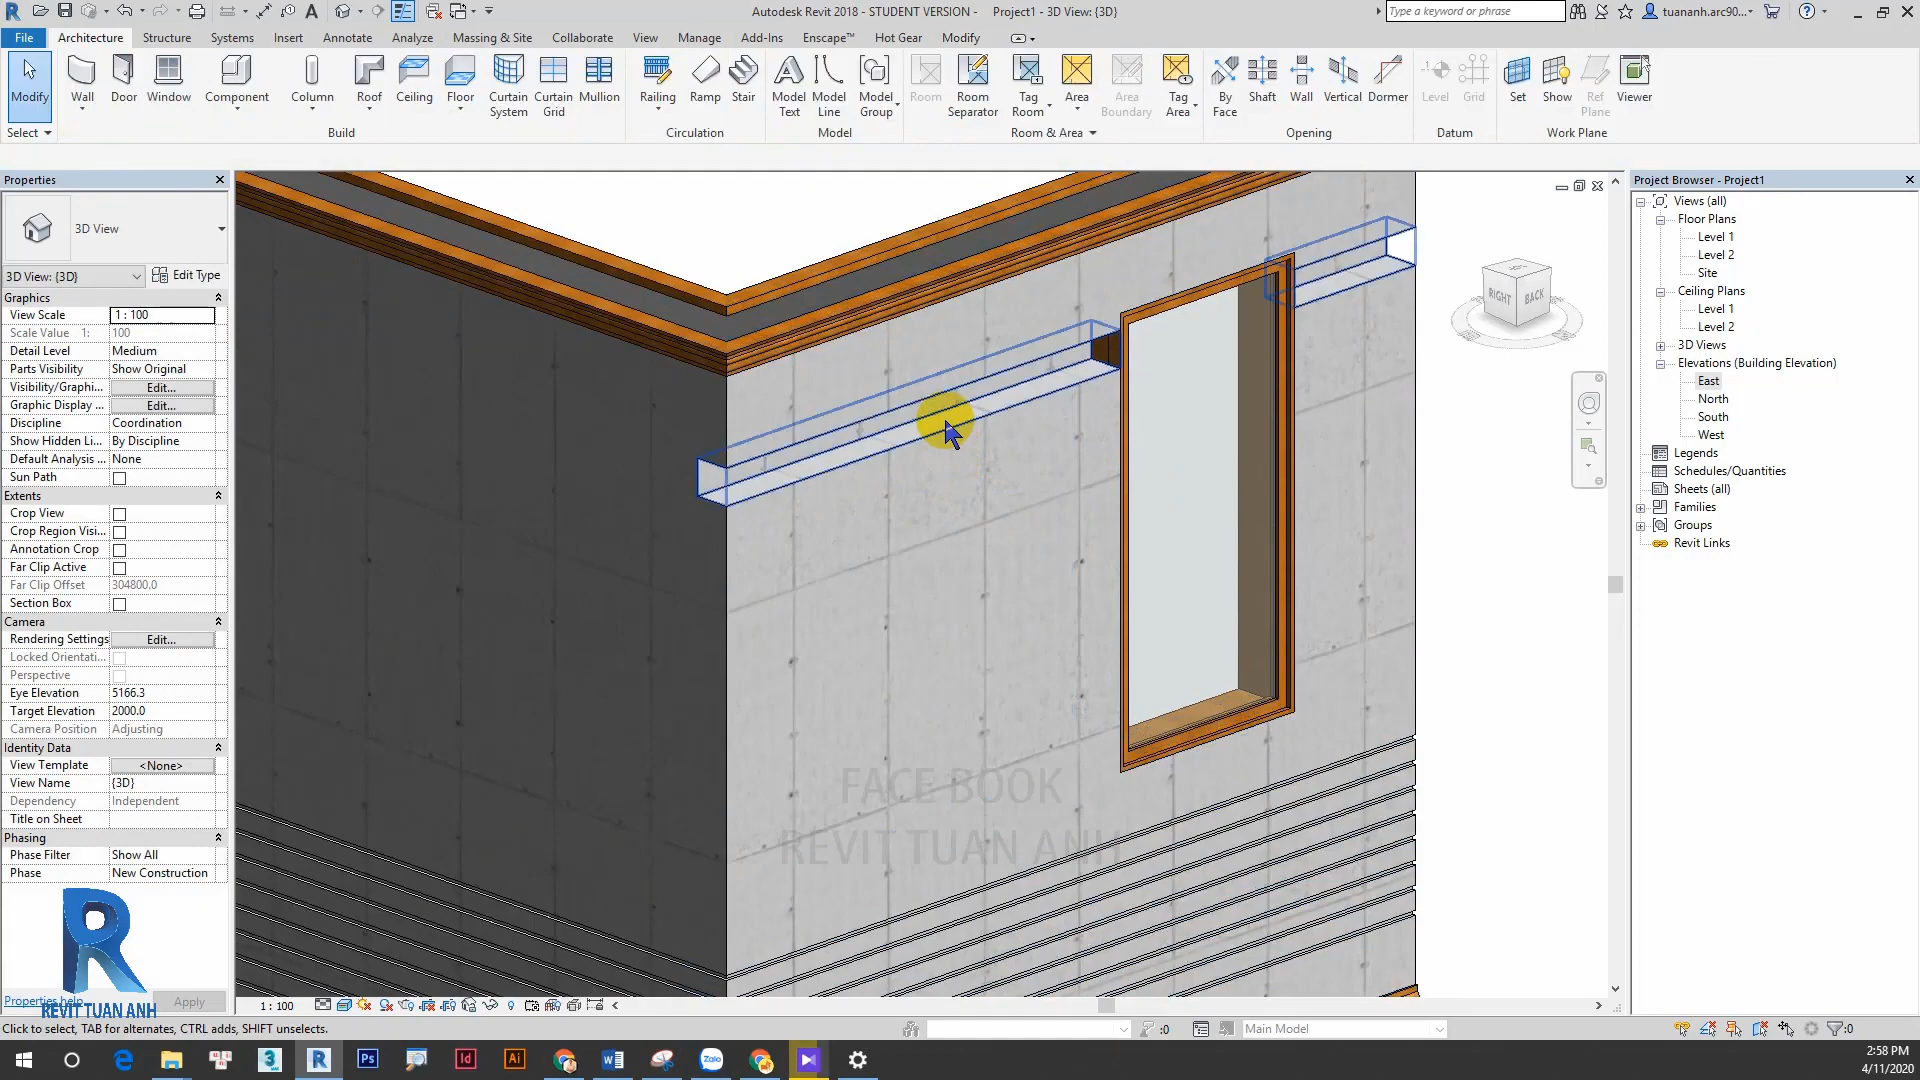 Autodesk Revit 2018 - STUDENT VERSION - Project1 - 3D View: {3D}
Type a keyword or phrase
tuananh.arc90...
File Architecture Structure Systems Insert Annotate Analyze Massing & Site Collaborate View Manage Add-Ins Enscape™ Hot Gear Modify
Modify Wall Door Window Component Column Roof Ceiling Floor Curtain System Curtain Grid Mullion Railing Ramp Stair Model Text Model Line Model Group Room Room Separator Tag Room Area Area Boundary Tag Area By Face Shaft Wall Vertical Dormer Level Grid Set Show Ref Plane Viewer
Select Build Circulation Model Room & Area Opening Datum Work Plane
Properties
3D View
3D View: {3D} Edit Type
Graphics
View Scale 1 : 100
Scale Value 1: 100
Detail Level Medium
Parts Visibility Show Original
Visibility/Graphi... Edit...
Graphic Display ... Edit...
Discipline Coordination
Show Hidden Li... By Discipline
Default Analysis ... None
Sun Path
Extents
Crop View
Crop Region Visi...
Annotation Crop
Far Clip Active
Far Clip Offset 304800.0
Section Box
Camera
Rendering Settings Edit...
Locked Orientati...
Perspective
Eye Elevation 5166.3
Target Elevation 2000.0
Camera Position Adjusting
Identity Data
View Template <None>
View Name {3D}
Dependency Independent
Title on Sheet
Phasing
Phase Filter Show All
Phase New Construction
Properties help Apply
REVIT TUAN ANH
RIGHT BACK
FACE BOOK
REVIT TUAN ANH
Project Browser - Project1
Views (all)
Floor Plans
Level 1
Level 2
Site
Ceiling Plans
Level 1
Level 2
3D Views
Elevations (Building Elevation)
East
North
South
West
Legends
Schedules/Quantities
Sheets (all)
Families
Groups
Revit Links
1 : 100
Click to select, TAB for alternates, CTRL adds, SHIFT unselects.
:0
Main Model
:0
2:58 PM
4/11/2020